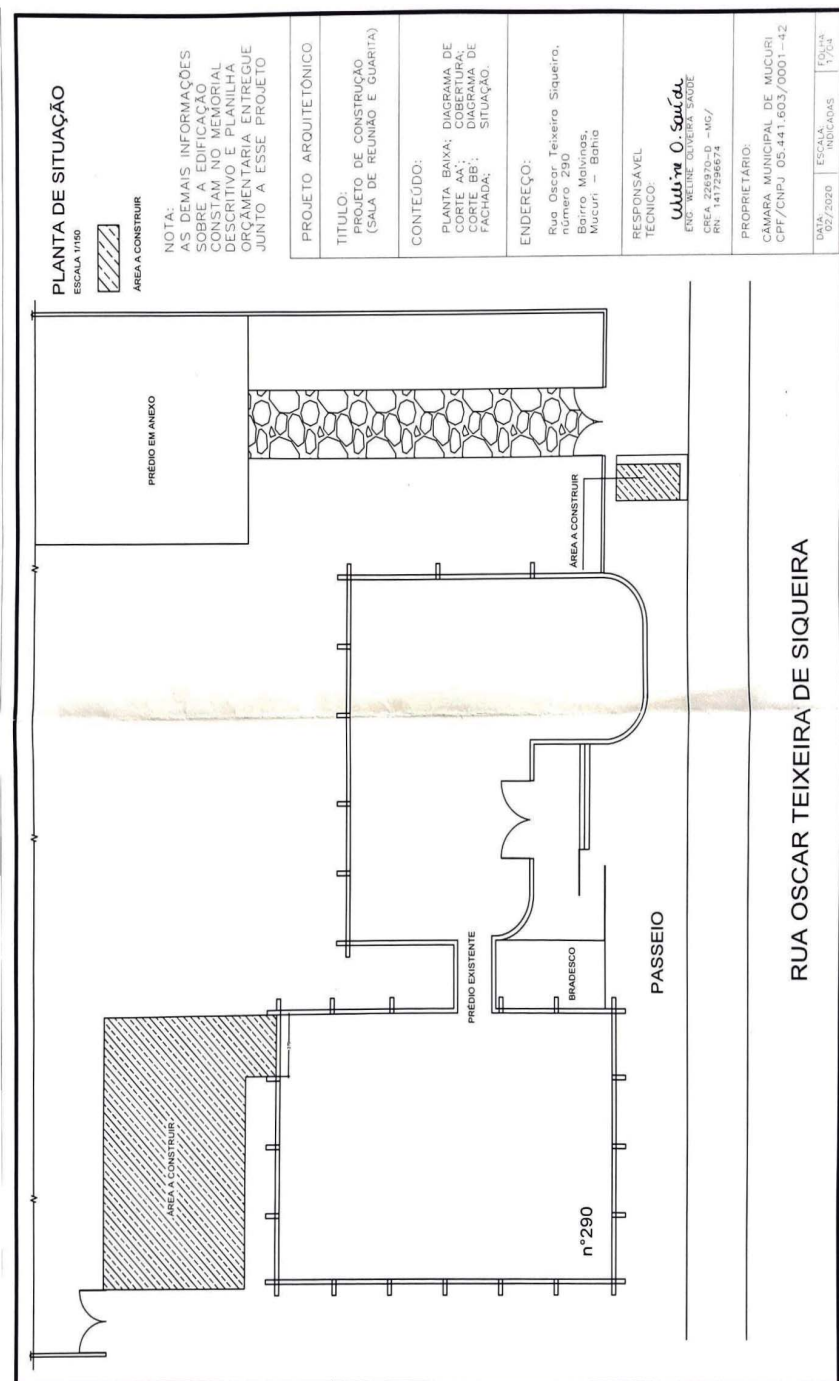 PLANTA DE SITUAÇÃO
ESCALA 1/150
ÁREA A CONSTRUIR
NOTA:
AS DEMAIS INFORMAÇÕES
SOBRE A EDIFICAÇÃO
CONSTAM NO MEMORIAL
DESCRITIVO E PLANILHA
ORÇAMENTARIA ENTREGUE
JUNTO A ESSE PROJETO
PROJETO ARQUITETÔNICO
TITULO:
PROJETO DE CONSTRUÇÃO
(SALA DE REUNIÃO E GUARITA)
CONTEÚDO:
PLANTA BAIXA; DIAGRAMA DE
CORTE AA'; COBERTURA;
CORTE BB'; DIAGRAMA DE
FACHADA; SITUAÇÃO.
ENDEREÇO:
Rua Oscar Teixeira Siqueira,
número 290
Bairro Malvinas,
Mucuri – Bahia
RESPONSÁVEL
TÉCNICO:
Weline O. Saúde
ENG. WELINE OLIVEIRA SAÚDE
CREA 226970-D -MG/
RN 1417296674
PROPRIETÁRIO:
CÂMARA MUNICIPAL DE MUCURI
CPF/CNPJ 05.441.603/0001-42
DATA:
02/2020
ESCALA:
INDICADAS
FOLHA
1/04
PRÉDIO EM ANEXO
ÁREA A CONSTRUIR
ÁREA A CONSTRUIR
PRÉDIO EXISTENTE
BRADESCO
n°290
PASSEIO
RUA OSCAR TEIXEIRA DE SIQUEIRA